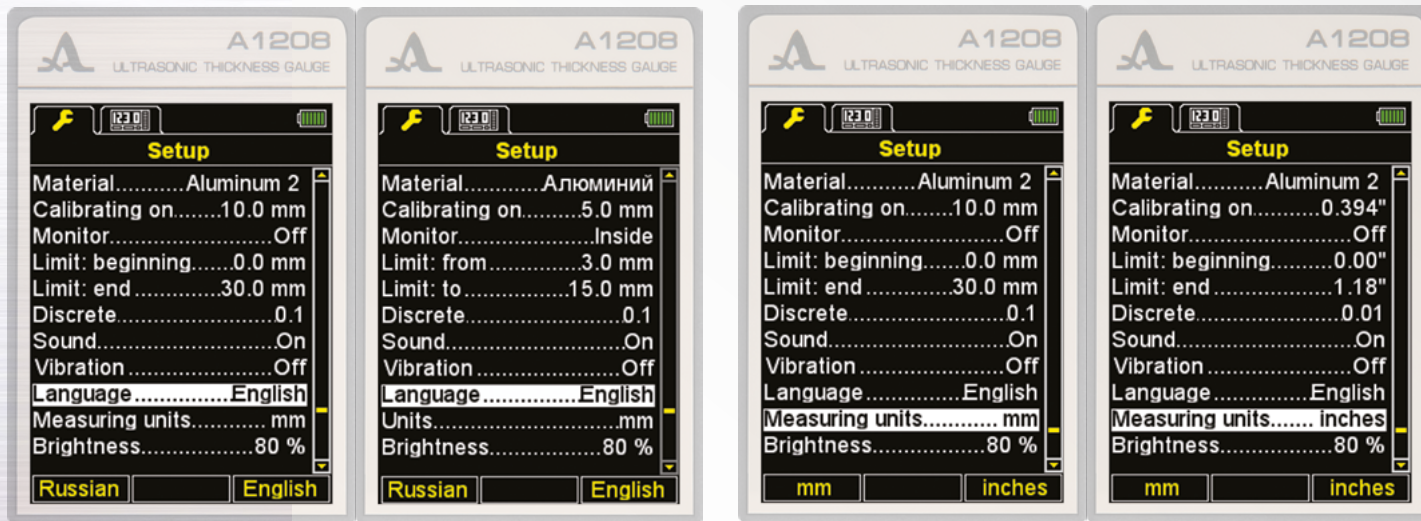 A1208
ULTRASONIC THICKNESS GAUGE
123.0
Setup
Material...........Aluminum 2
Calibrating on........10.0 mm
Monitor..........................Off
Limit: beginning.......0.0 mm
Limit: end..............30.0 mm
Discrete.........................0.1
Sound............................On
Vibration.......................Off
Language................English
Measuring units............ mm
Brightness...................80 %
Russian
English
A1208
ULTRASONIC THICKNESS GAUGE
123.0
Setup
Material............Алюминий
Calibrating on..........5.0 mm
Monitor......................Inside
Limit: from...............3.0 mm
Limit: to.................15.0 mm
Discrete.........................0.1
Sound............................On
Vibration.......................Off
Language................English
Units..............................mm
Brightness...................80 %
Russian
English
A1208
ULTRASONIC THICKNESS GAUGE
123.0
Setup
Material...........Aluminum 2
Calibrating on........10.0 mm
Monitor..........................Off
Limit: beginning.......0.0 mm
Limit: end..............30.0 mm
Discrete.........................0.1
Sound............................On
Vibration.......................Off
Language................English
Measuring units............ mm
Brightness...................80 %
mm
inches
A1208
ULTRASONIC THICKNESS GAUGE
123.0
Setup
Material...........Aluminum 2
Calibrating on...........0.394"
Monitor..........................Off
Limit: beginning..........0.00"
Limit: end....................1.18"
Discrete.......................0.01
Sound............................On
Vibration.......................Off
Language................English
Measuring units....... inches
Brightness...................80 %
mm
inches